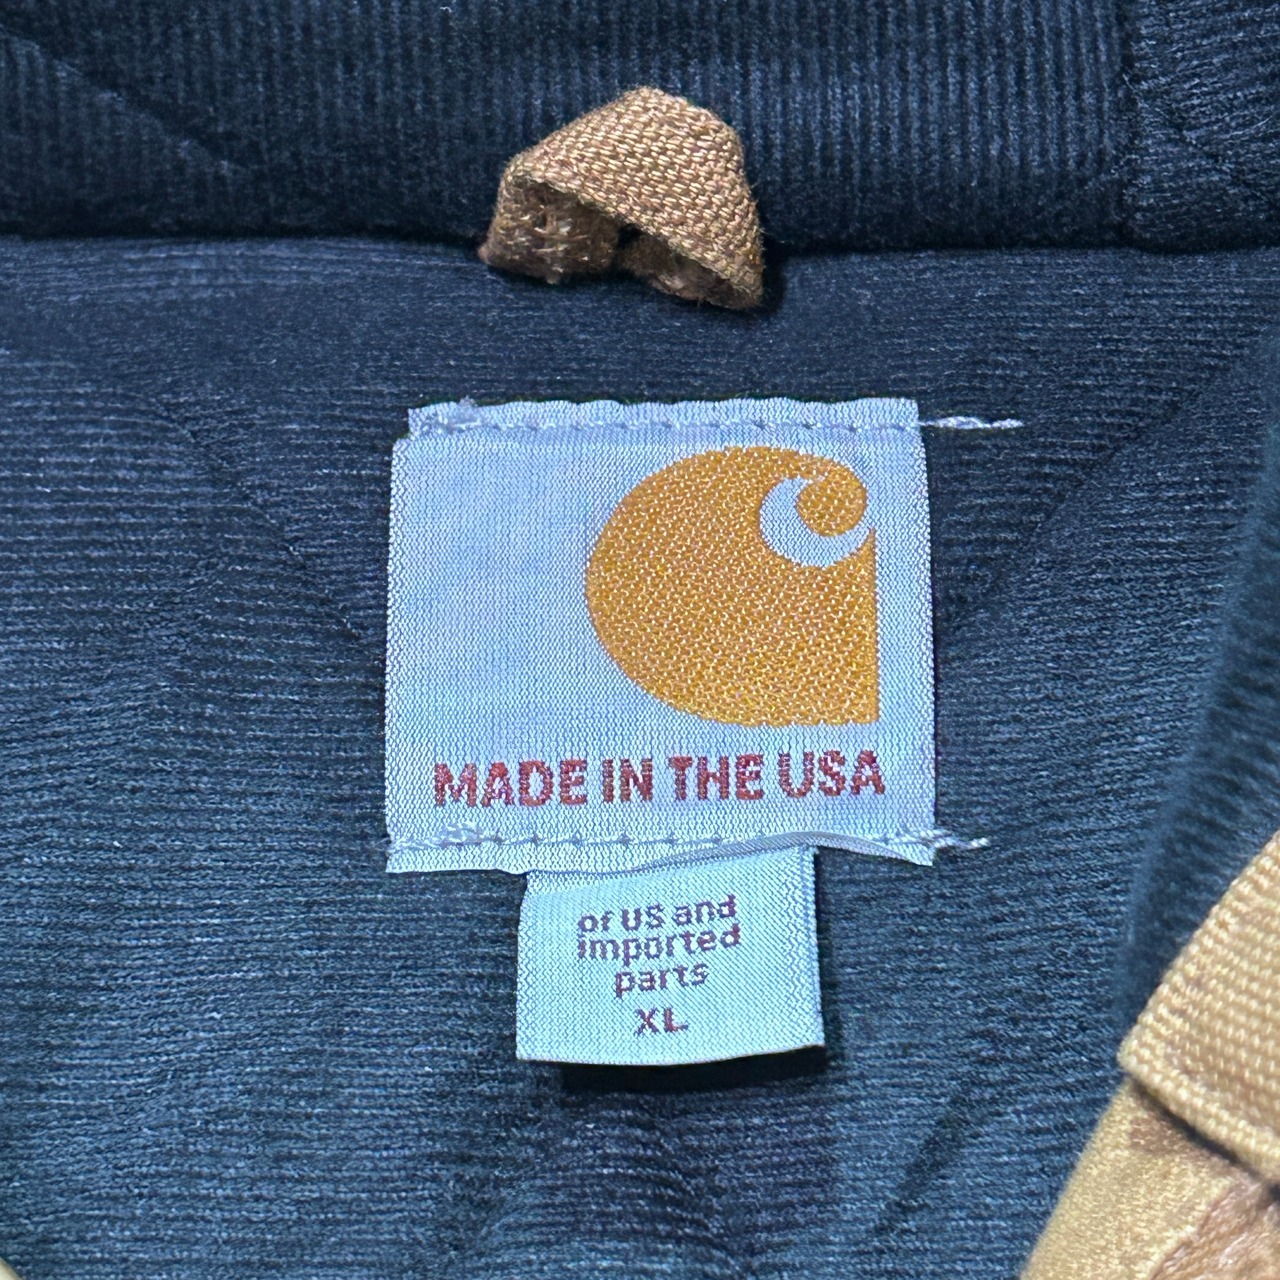 MADE IN THE USA
of US and
imported
parts
XL